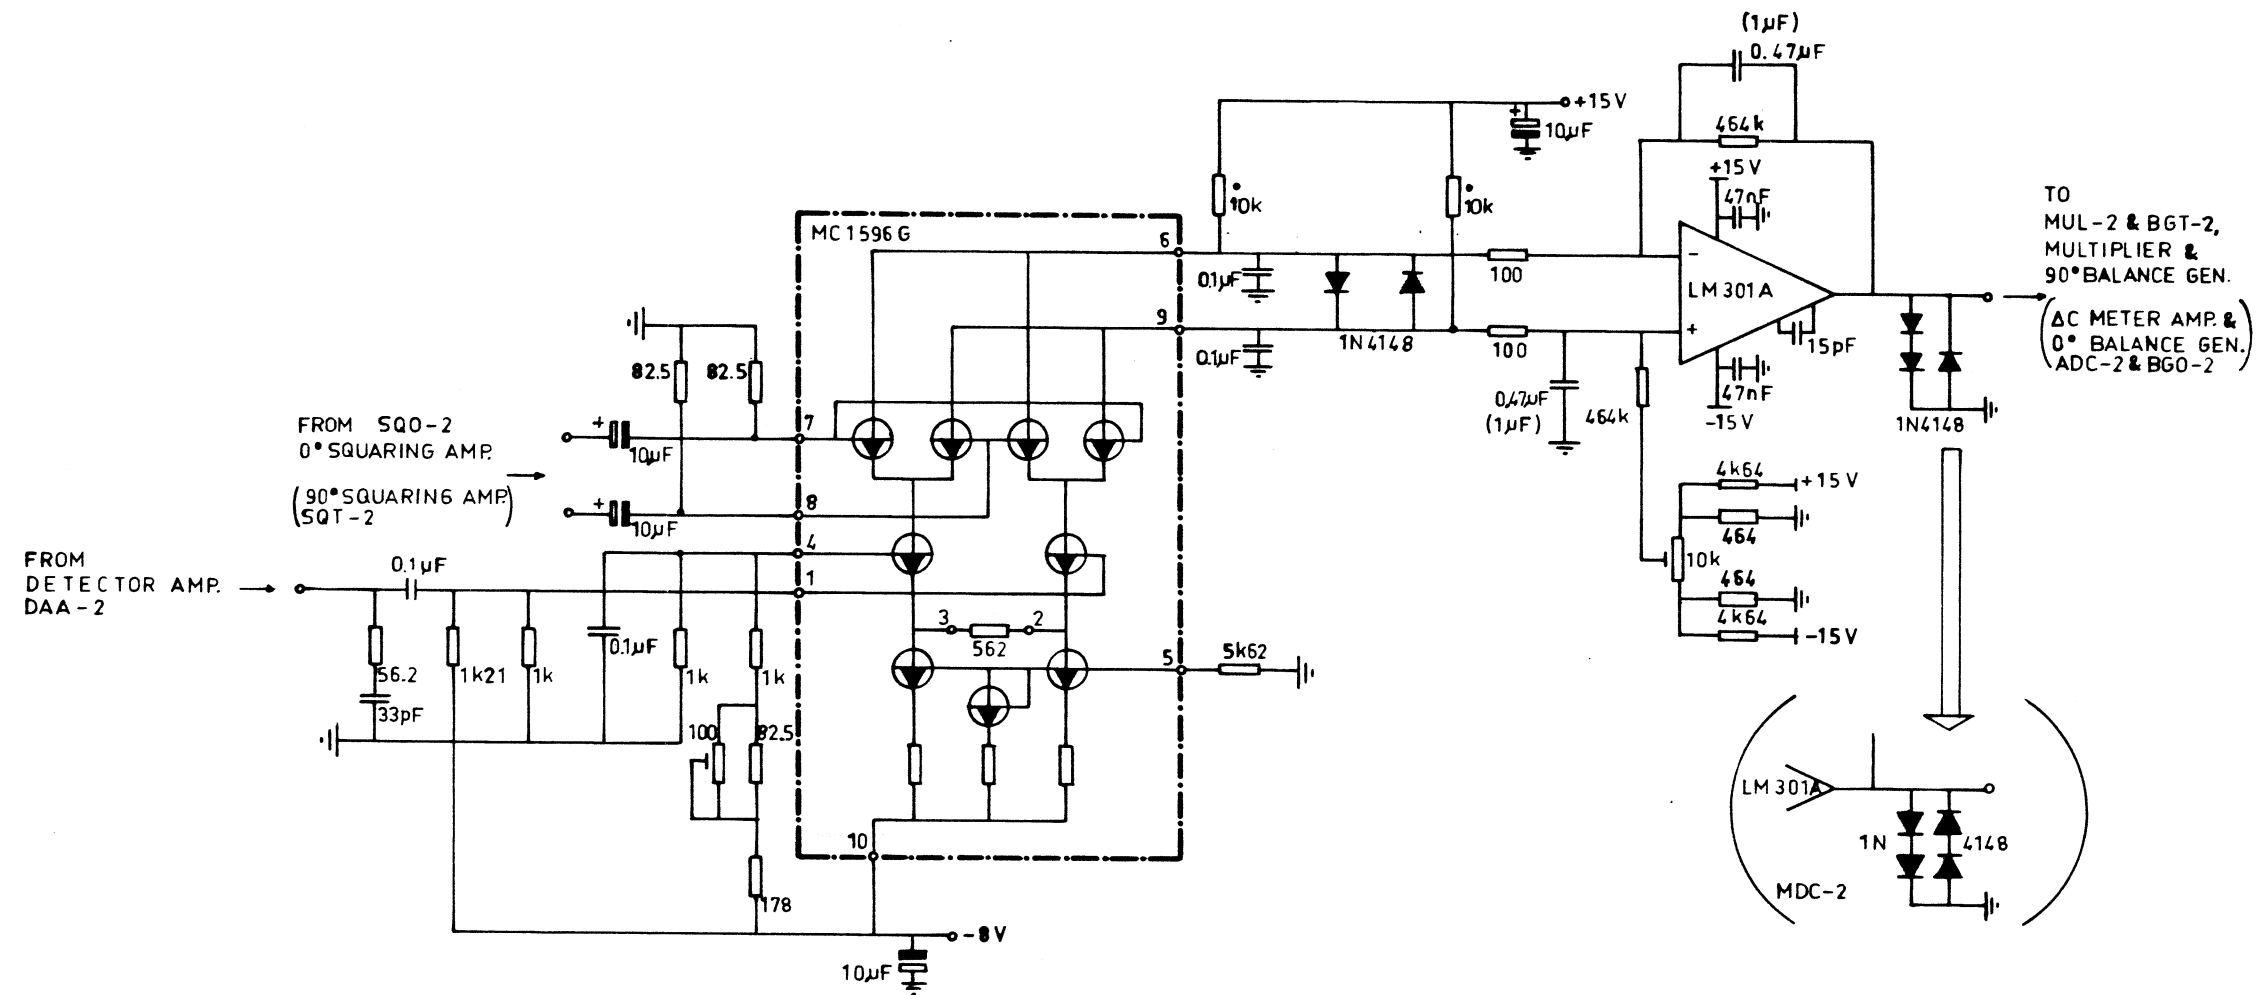 (1µF)
0.47µF
+15V
10µF
464k
+15V
47nF
10k
10k
TO
MUL-2 & BGT-2,
MULTIPLIER &
90° BALANCE GEN.
(ΔC METER AMP. &
0° BALANCE GEN.)
ADC-2 & BGO-2
MC1596G
6
0.1µF
100
-
LM301A
+
15pF
9
0.1µF
1N4148
100
47nF
-15V
1N4148
0,47µF
(1µF)
464k
82.5
82.5
FROM SQO-2
0° SQUARING AMP.
(90° SQUARING AMP.)
SQT-2
+
10µF
7
+
10µF
8
4k64
+15V
464
10k
464
4k64
-15V
FROM
DETECTOR AMP.
DAA-2
0.1µF
4
1
56.2
33pF
1k21
1k
0.1µF
1k
1k
3
2
562
5
5k62
100
82.5
10
178
-8V
10µF
LM301A
1N
4148
MDC-2
+